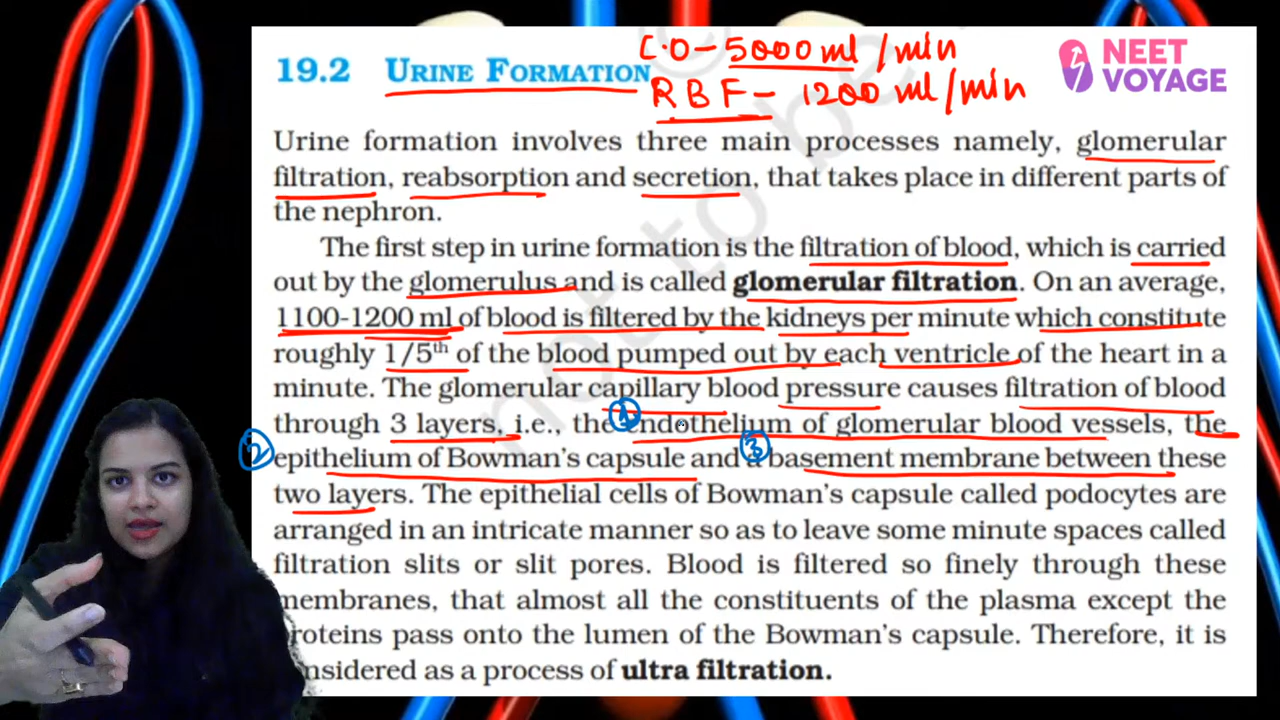 C.O - 5000 ml/min
19.2 URINE FORMATION
RBF - 1200 ml/min
NEET
VOYAGE
Urine formation involves three main processes namely, glomerular
filtration, reabsorption and secretion, that takes place in different parts of
the nephron.
The first step in urine formation is the filtration of blood, which is carried
out by the glomerulus and is called glomerular filtration. On an average,
1100-1200 ml of blood is filtered by the kidneys per minute which constitute
roughly 1/5th of the blood pumped out by each ventricle of the heart in a
minute. The glomerular capillary blood pressure causes filtration of blood
through 3 layers, i.e., the 1 endothelium of glomerular blood vessels, the
2 epithelium of Bowman's capsule and 3 basement membrane between these
two layers. The epithelial cells of Bowman's capsule called podocytes are
arranged in an intricate manner so as to leave some minute spaces called
filtration slits or slit pores. Blood is filtered so finely through these
membranes, that almost all the constituents of the plasma except the
proteins pass onto the lumen of the Bowman's capsule. Therefore, it is
considered as a process of ultra filtration.
not to be
©